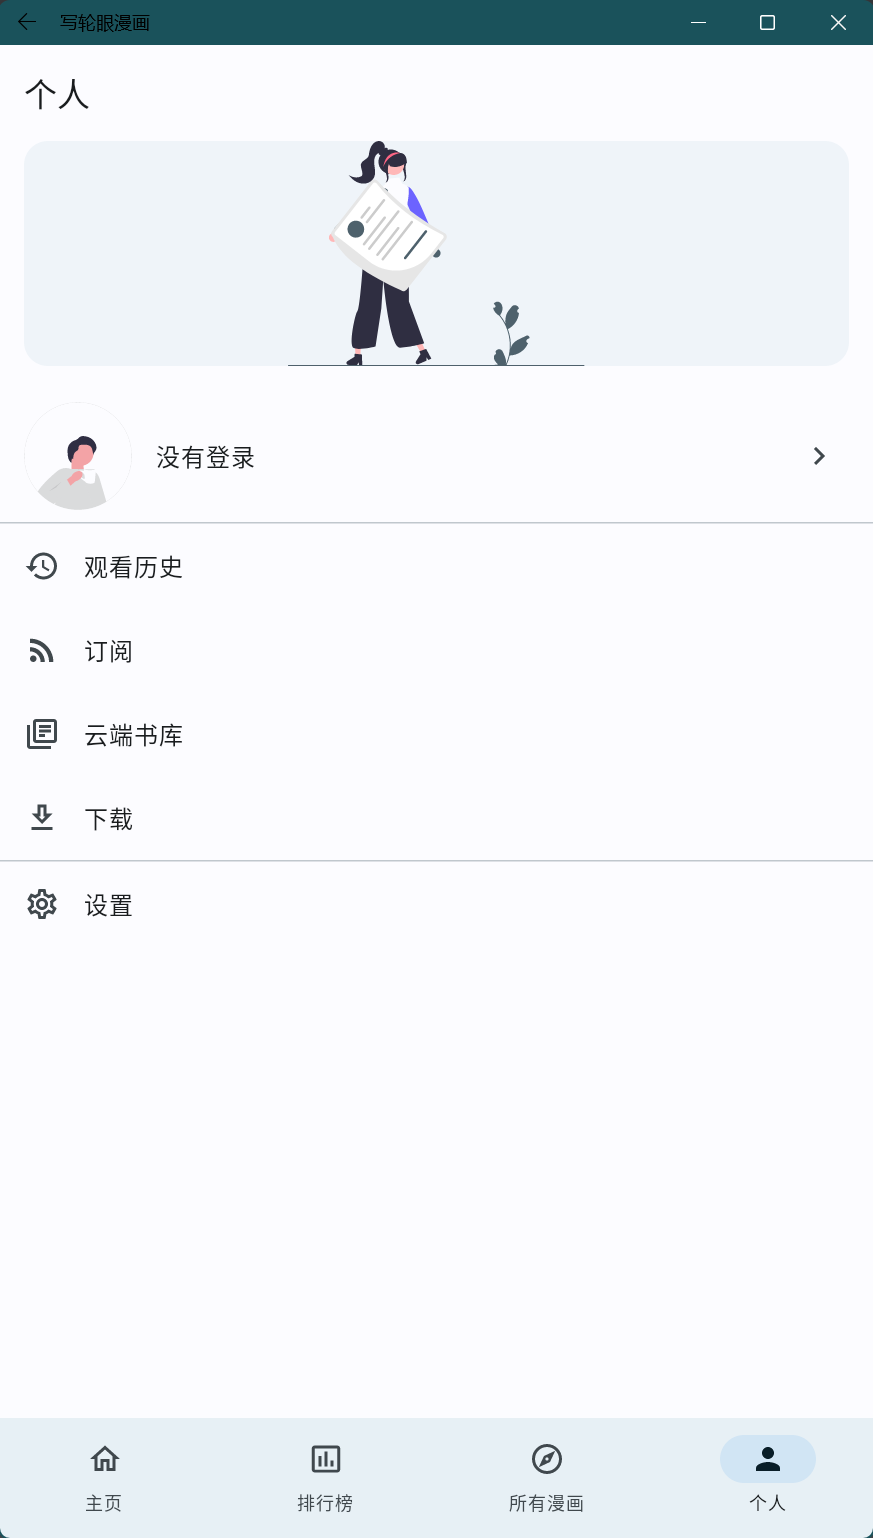 写轮眼漫画
个人
没有登录
观看历史
订阅
云端书库
下载
设置
主页
排行榜
所有漫画
个人